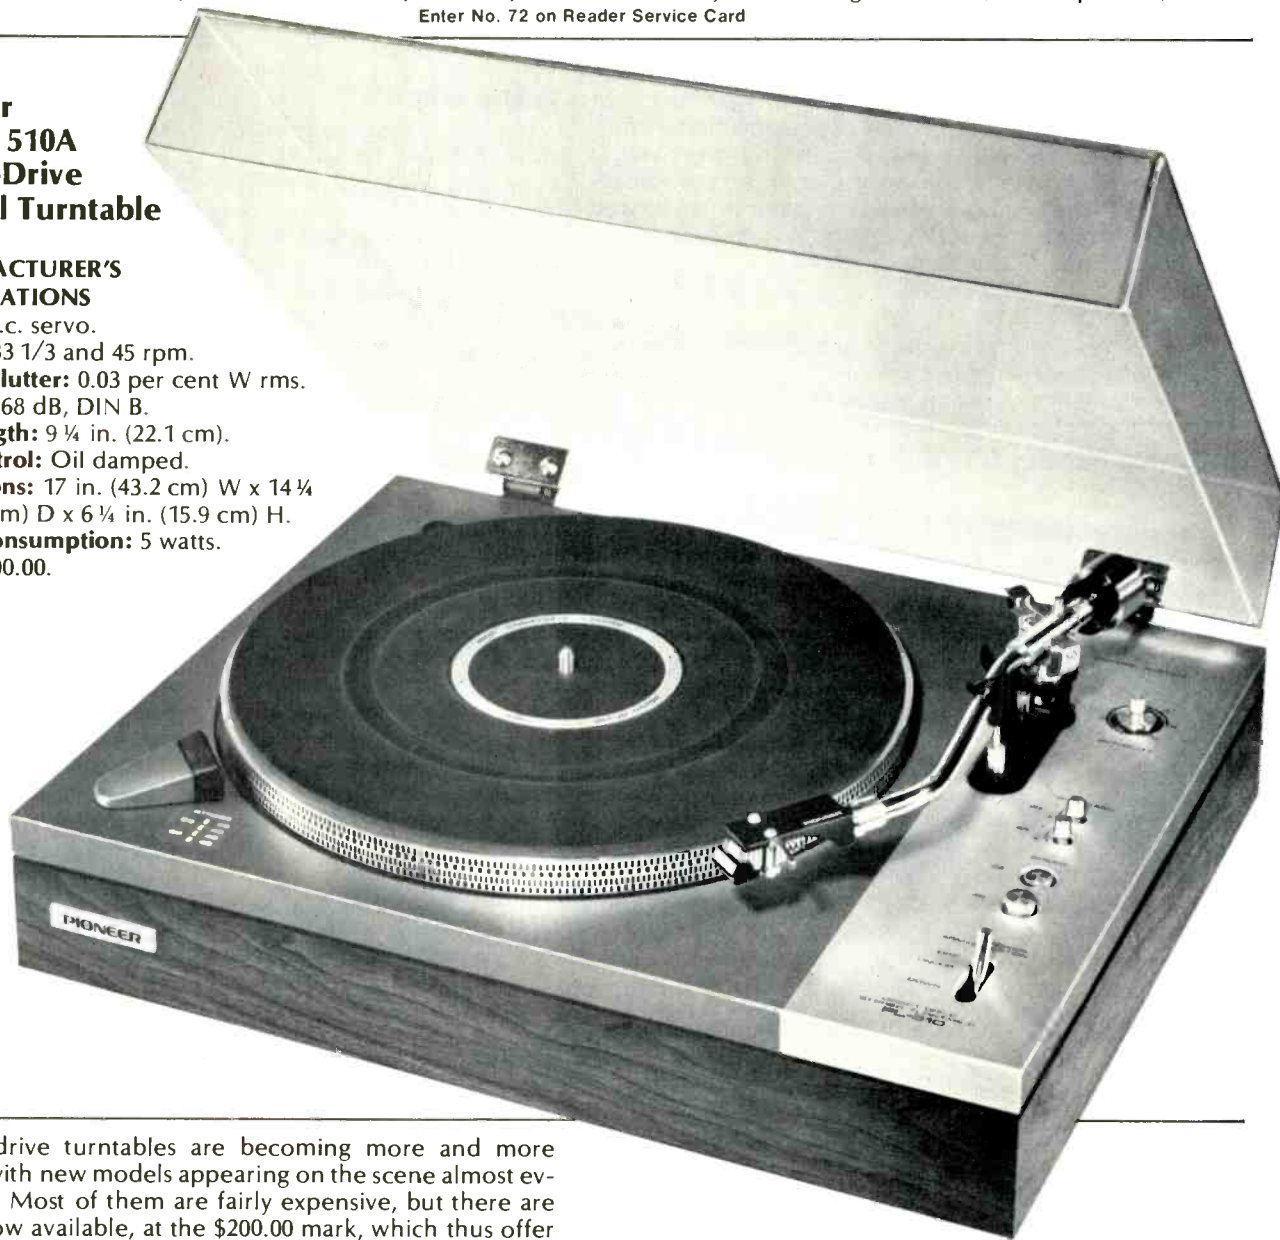 Enter No. 72 on Reader Service Card
r
510A
-Drive
l Turntable
ACTURER'S
ATIONS
.c. servo.
33 1/3 and 45 rpm.
lutter: 0.03 per cent W rms.
68 dB, DIN B.
gth: 9 ¼ in. (22.1 cm).
trol: Oil damped.
ns: 17 in. (43.2 cm) W x 14 ¼
m) D x 6 ¼ in. (15.9 cm) H.
onsumption: 5 watts.
00.00.
PIONEER
PIONEER
drive turntables are becoming more and more
with new models appearing on the scene almost ev-
Most of them are fairly expensive, but there are
ow available, at the $200.00 mark, which thus offer